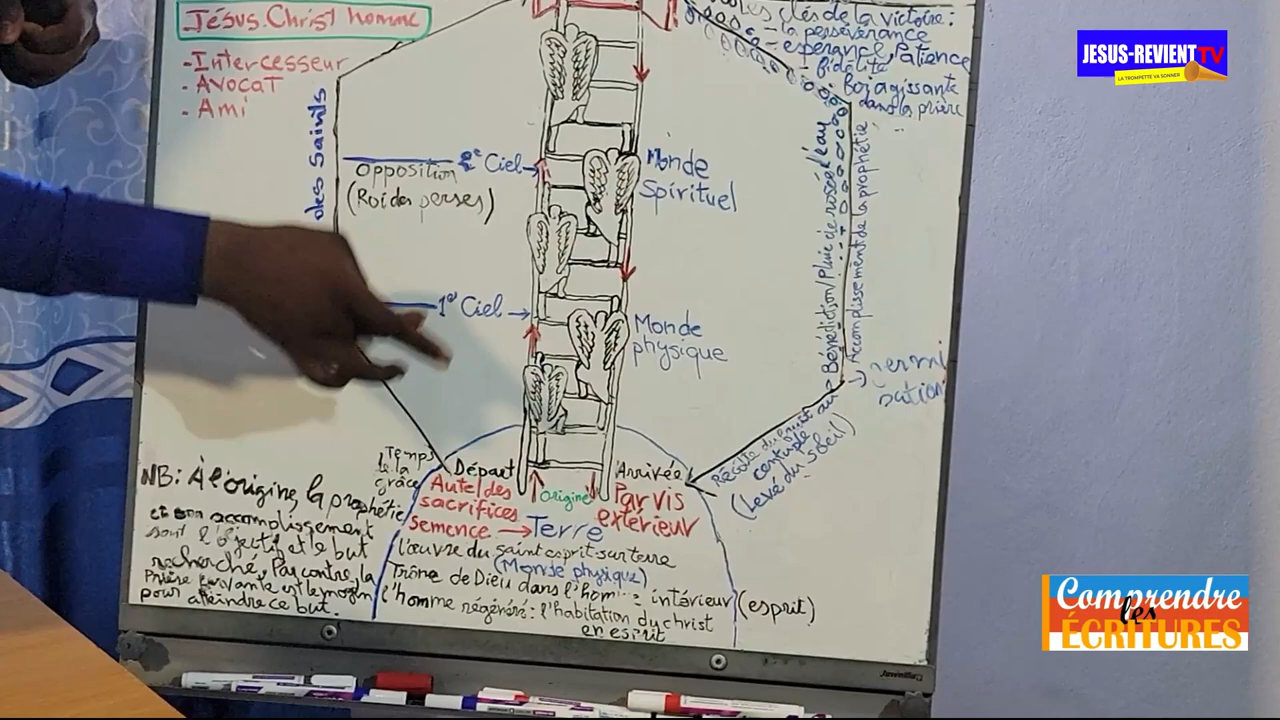 Jésus Christ homme
- Intercesseur
- Avocat
- Ami
des Saints
clés de la victoire :
- la persévérance
- espérance, Patience
- fidélité
foi agissante
dans la prière
JESUS-REVIENT TV
LA TROMPETTE VA SONNER
2e Ciel
Opposition
(Roi des perses)
Monde
Spirituel
1er Ciel
Monde
physique
Bénédiction/Pluie de rosée/eau
Accomplissement de la prophétie
Récolte du fruit au
centuple
(Levé du soleil)
Temps
de la
grâce
Départ
Autel des
sacrifices
semence → Terre
origine
Arrivée
Parvis
extérieur
NB : À l'origine, la prophétie
et son accomplissement
sont l'objectif et le but
recherché, Par contre, la
Prière fervante est le moyen
pour atteindre ce but.
l'œuvre du saint esprit sur terre
(Monde physique)
Trône de Dieu dans l'hom : intérieur (esprit)
l'homme régénéré : l'habitation du christ
en esprit
Comprendre
les
ÉCRITURES